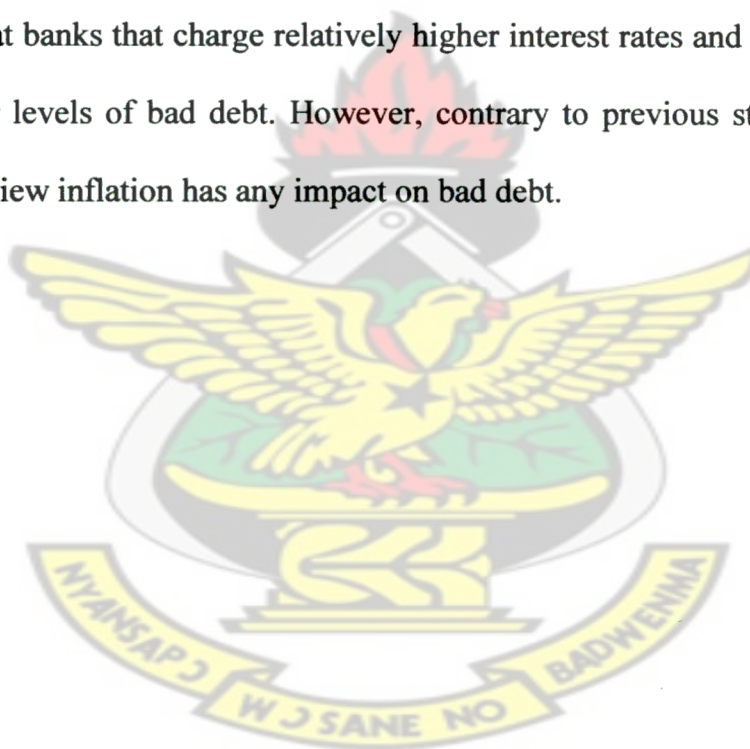 at banks that charge relatively higher interest rates and
levels of bad debt. However, contrary to previous
iew inflation has any impact on bad debt.
NYANSAPƆ
WƆSANE NO
BADWENMA